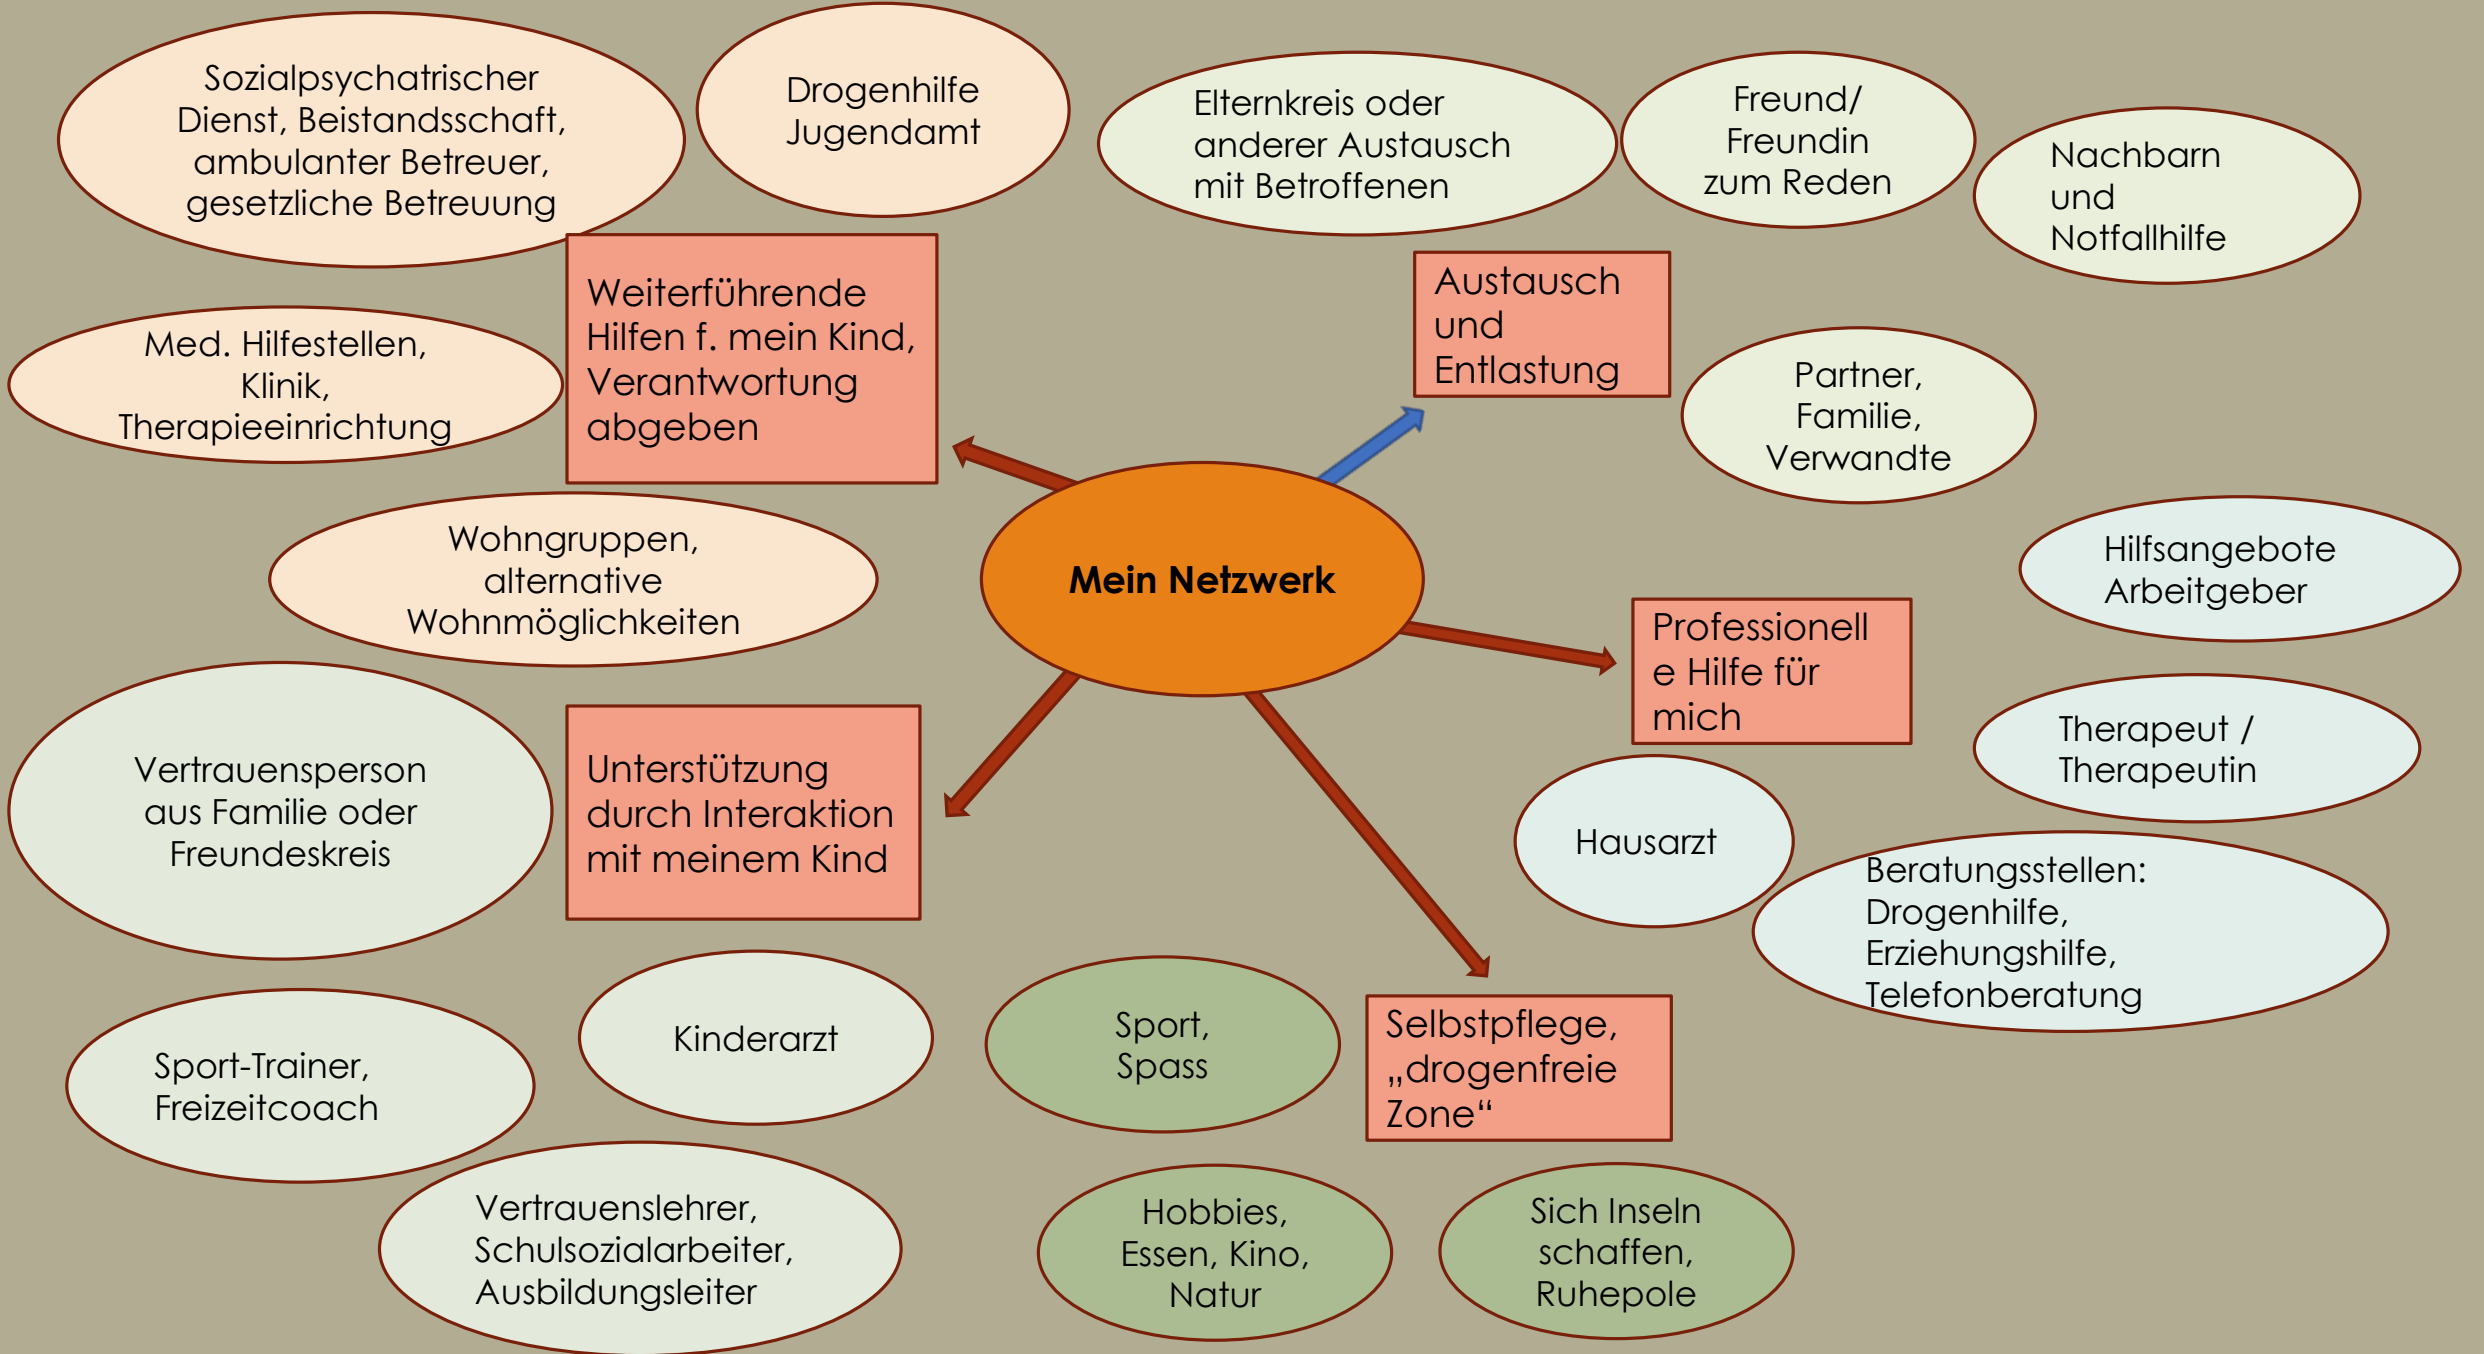 Sozialpsychatrischer
Dienst, Beistandsschaft,
ambulanter Betreuer,
gesetzliche Betreuung
Drogenhilfe
Jugendamt
Elternkreis oder
anderer Austausch
mit Betroffenen
Freund/
Freundin
zum Reden
Nachbarn
und
Notfallhilfe
Weiterführende
Hilfen f. mein Kind,
Verantwortung
abgeben
Austausch
und
Entlastung
Med. Hilfestellen,
Klinik,
Therapieeinrichtung
Partner,
Familie,
Verwandte
Wohngruppen,
alternative
Wohnmöglichkeiten
Mein Netzwerk
Hilfsangebote
Arbeitgeber
Professionell
e Hilfe für
mich
Therapeut /
Therapeutin
Vertrauensperson
aus Familie oder
Freundeskreis
Unterstützung
durch Interaktion
mit meinem Kind
Hausarzt
Beratungsstellen:
Drogenhilfe,
Erziehungshilfe,
Telefonberatung
Kinderarzt
Sport,
Spass
Selbstpflege,
„drogenfreie
Zone“
Sport-Trainer,
Freizeitcoach
Vertrauenslehrer,
Schulsozialarbeiter,
Ausbildungsleiter
Hobbies,
Essen, Kino,
Natur
Sich Inseln
schaffen,
Ruhepole